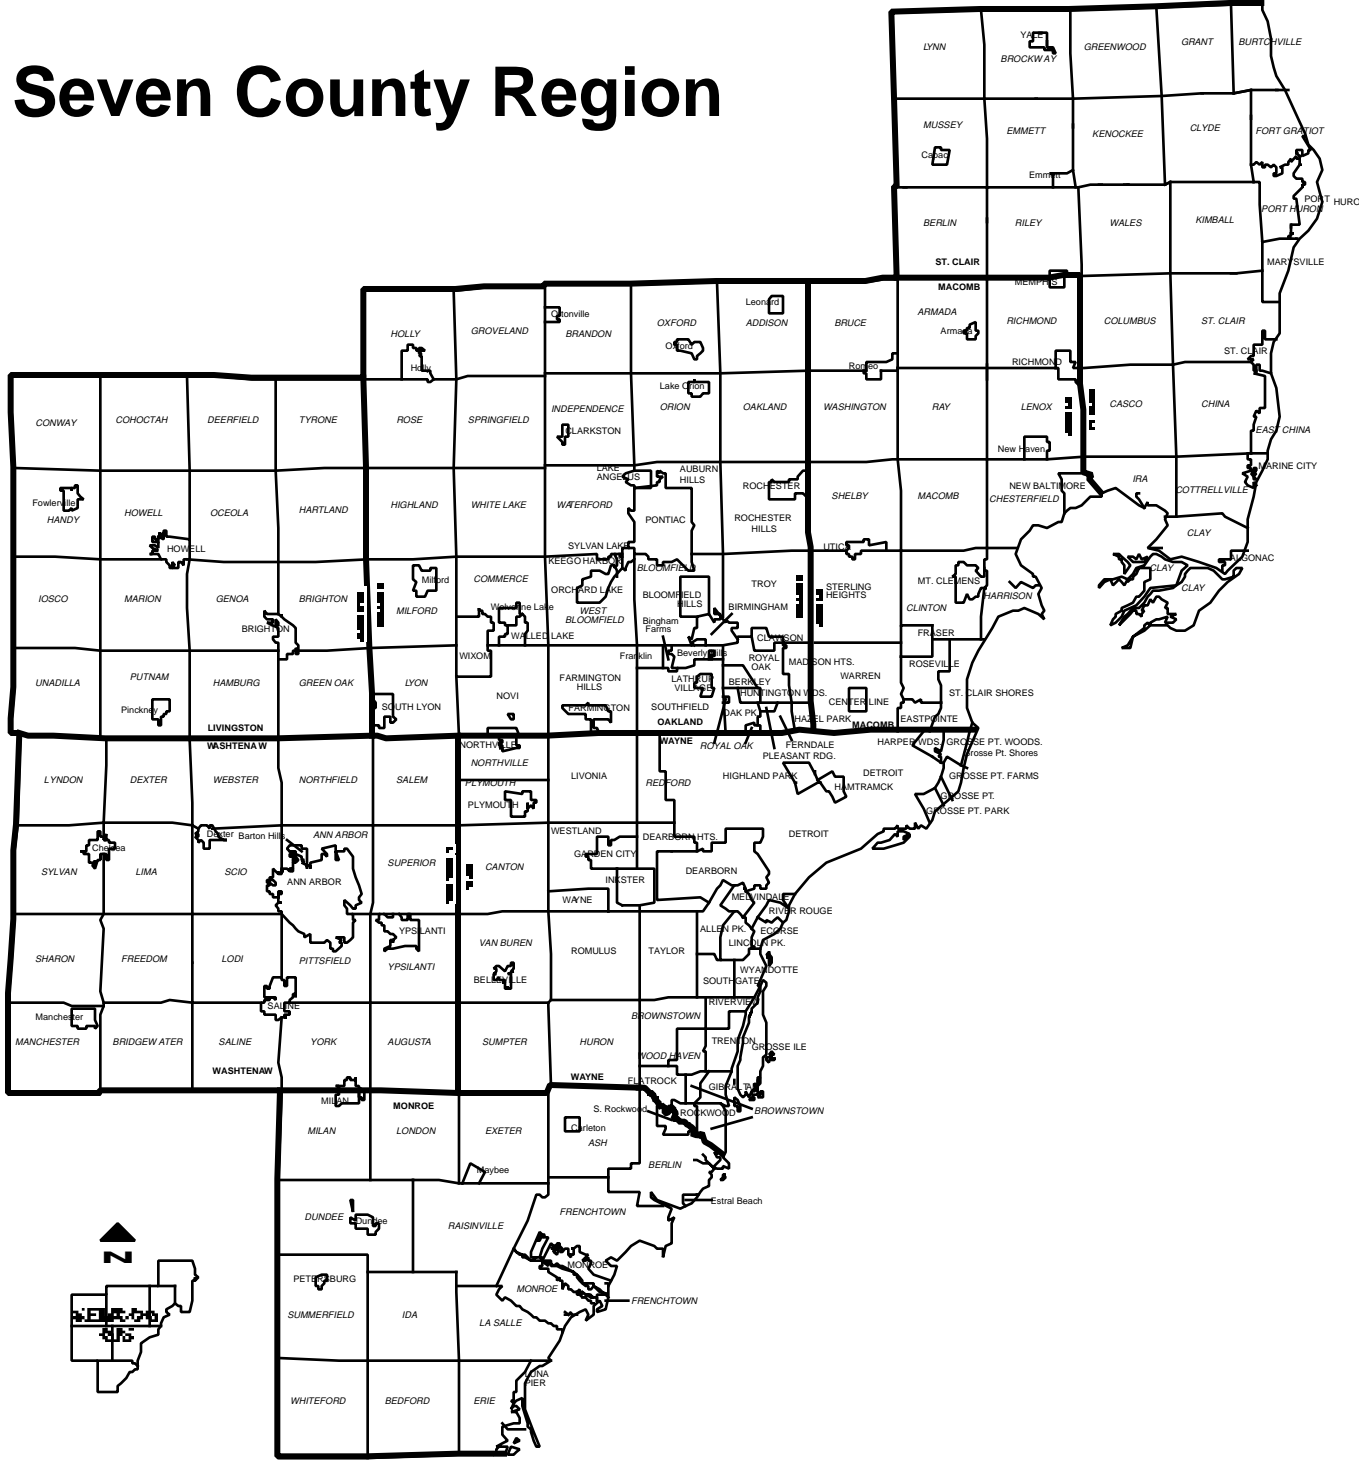 Seven County Region
LYNN
YALE
BROCKWAY
GREENWOOD
GRANT
BURTCHVILLE
MUSSEY
Capac
EMMETT
Emmett
KENOCKEE
CLYDE
FORT GRATIOT
PORT HURON
PORT HURO
BERLIN
RILEY
WALES
KIMBALL
ST. CLAIR
MACOMB
MEMPHIS
MARYSVILLE
HOLLY
Holly
GROVELAND
Ortonville
BRANDON
OXFORD
Oxford
Leonard
ADDISON
BRUCE
Romeo
ARMADA
Armada
RICHMOND
RICHMOND
COLUMBUS
ST. CLAIR
ST. CLAIR
CONWAY
COHOCTAH
DEERFIELD
TYRONE
ROSE
SPRINGFIELD
INDEPENDENCE
CLARKSTON
Lake Orion
ORION
OAKLAND
WASHINGTON
RAY
LENOX
New Haven
CASCO
CHINA
EAST CHINA
MARINE CITY
Fowlerville
HANDY
HOWELL
HOWELL
OCEOLA
HARTLAND
HIGHLAND
WHITE LAKE
WATERFORD
LAKE
ANGELUS
AUBURN
HILLS
PONTIAC
ROCHESTER
ROCHESTER
HILLS
SHELBY
UTICA
MACOMB
NEW BALTIMORE
CHESTERFIELD
IRA
COTTRELLVILLE
CLAY
ALGONAC
CLAY
CLAY
IOSCO
MARION
GENOA
BRIGHTON
BRIGHTON
Milford
MILFORD
COMMERCE
Wolverine Lake
WALLED LAKE
WIXOM
SYLVAN LAKE
KEEGO HARBOR
ORCHARD LAKE
WEST
BLOOMFIELD
BLOOMFIELD
BLOOMFIELD
HILLS
Bingham
Farms
Franklin
Beverly Hills
BIRMINGHAM
TROY
CLAWSON
ROYAL
OAK
STERLING
HEIGHTS
MADISON HTS.
MT. CLEMENS
CLINTON
HARRISON
FRASER
ROSEVILLE
WARREN
CENTER LINE
ST. CLAIR SHORES
EASTPOINTE
UNADILLA
PUTNAM
Pinckney
HAMBURG
GREEN OAK
LYON
SOUTH LYON
NOVI
FARMINGTON
HILLS
FARMINGTON
LATHRUP
VILLAGE
SOUTHFIELD
BERKLEY
HUNTINGTON WDS.
OAK PK.
HAZEL PARK
LIVINGSTON
WASHTENAW
OAKLAND
WAYNE
MACOMB
ROYAL OAK
FERNDALE
PLEASANT RDG.
HARPER WDS.
GROSSE PT. WOODS.
Grosse Pt. Shores
GROSSE PT. FARMS
GROSSE PT.
GROSSE PT. PARK
LYNDON
DEXTER
WEBSTER
NORTHFIELD
SALEM
NORTHVILLE
NORTHVILLE
PLYMOUTH
PLYMOUTH
LIVONIA
REDFORD
HIGHLAND PARK
HAMTRAMCK
DETROIT
DETROIT
SYLVAN
Chelsea
LIMA
Dexter
SCIO
Barton Hills
ANN ARBOR
ANN ARBOR
SUPERIOR
CANTON
WESTLAND
GARDEN CITY
DEARBORN HTS.
DEARBORN
INKSTER
WAYNE
MELVINDALE
RIVER ROUGE
ECORSE
ALLEN PK.
LINCOLN PK.
WYANDOTTE
SOUTHGATE
SHARON
FREEDOM
LODI
PITTSFIELD
YPSILANTI
YPSILANTI
VAN BUREN
BELLEVILLE
ROMULUS
TAYLOR
RIVERVIEW
BROWNSTOWN
TRENTON
GROSSE ILE
WOOD HAVEN
Manchester
MANCHESTER
BRIDGEWATER
SALINE
SALINE
YORK
AUGUSTA
SUMPTER
HURON
WASHTENAW
WAYNE
FLATROCK
GIBRALTAR
BROWNSTOWN
MILAN
MONROE
MILAN
LONDON
EXETER
Maybee
Carleton
ASH
S. Rockwood
ROCKWOOD
BERLIN
Estral Beach
DUNDEE
Dundee
RAISINVILLE
FRENCHTOWN
MONROE
MONROE
FRENCHTOWN
PETERSBURG
SUMMERFIELD
IDA
LA SALLE
WHITEFORD
BEDFORD
ERIE
LUNA
PIER
N